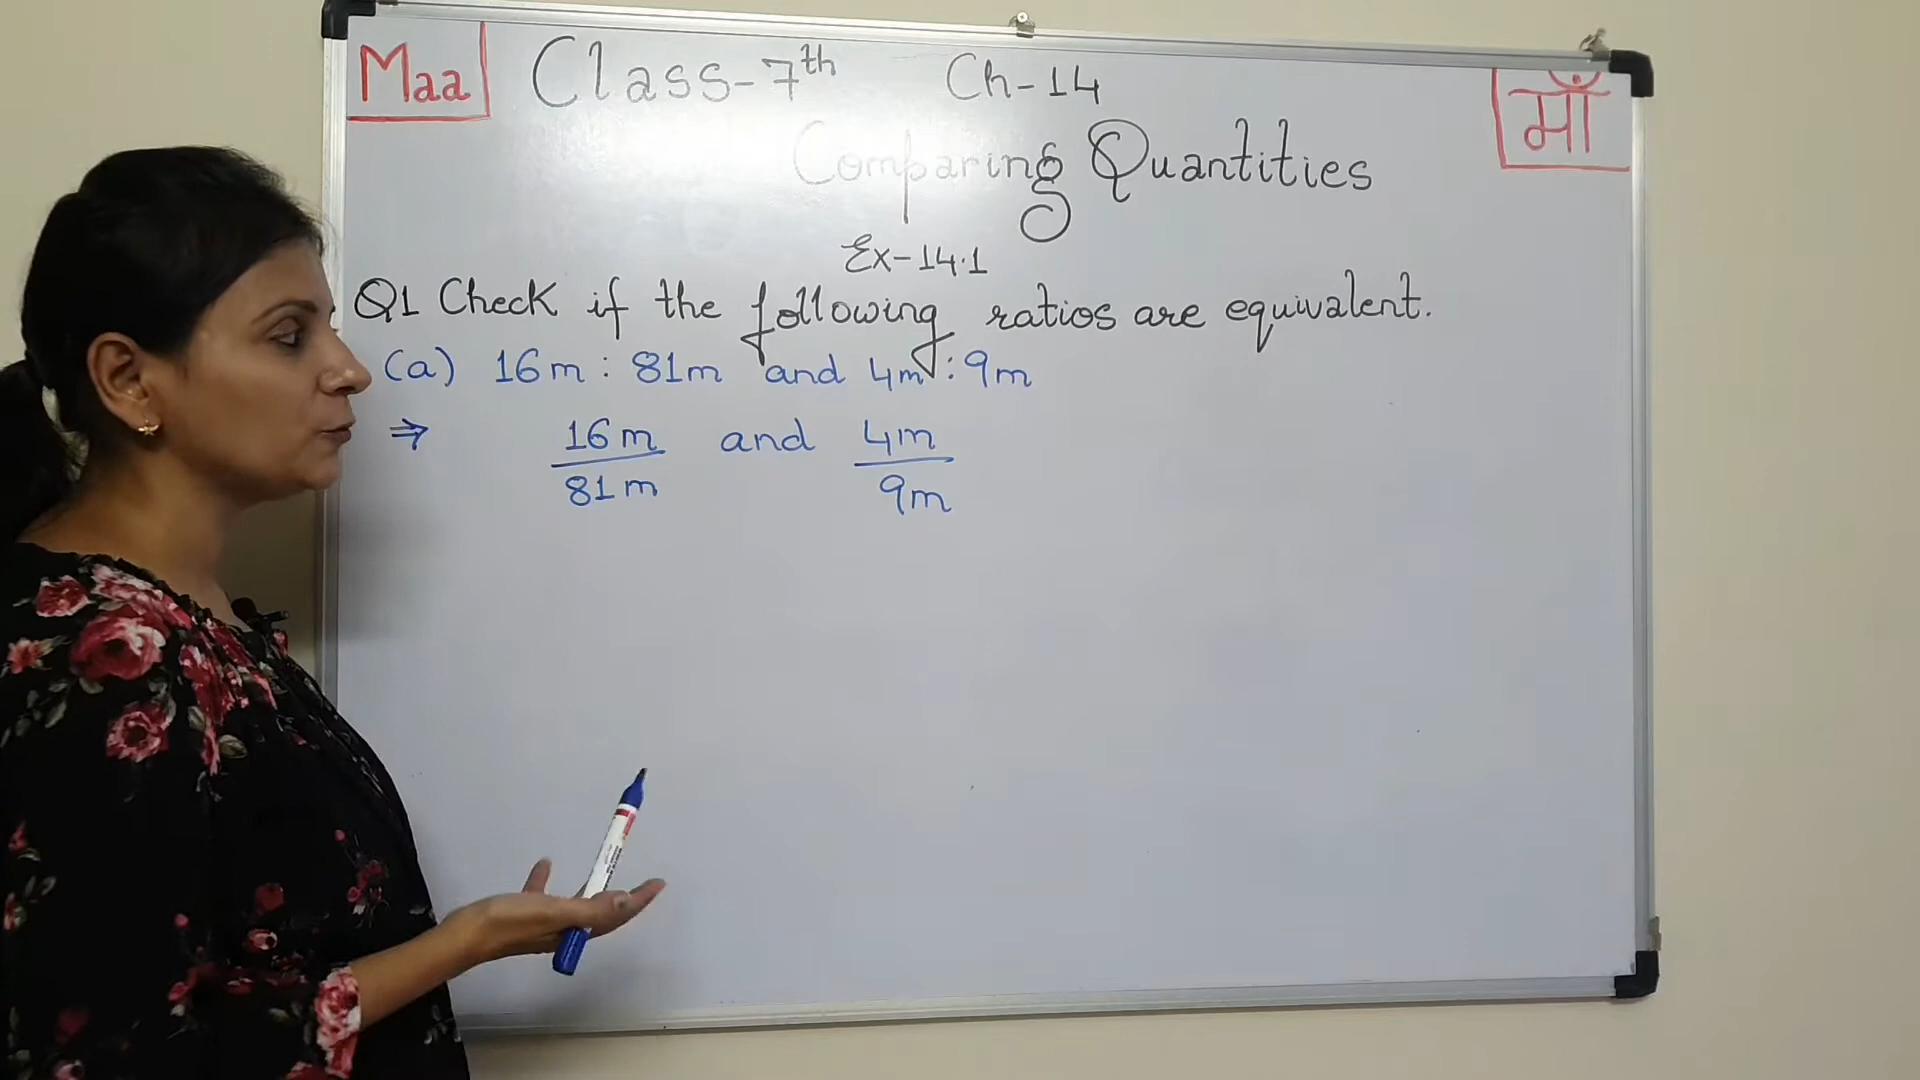 Maa Class-7th Ch-14 माँ
Comparing Quantities
Ex-14.1
Q1 Check if the following ratios are equivalent.
(a) 16m : 81m and 4m : 9m
⇒ 16m and 4m
81m 9m